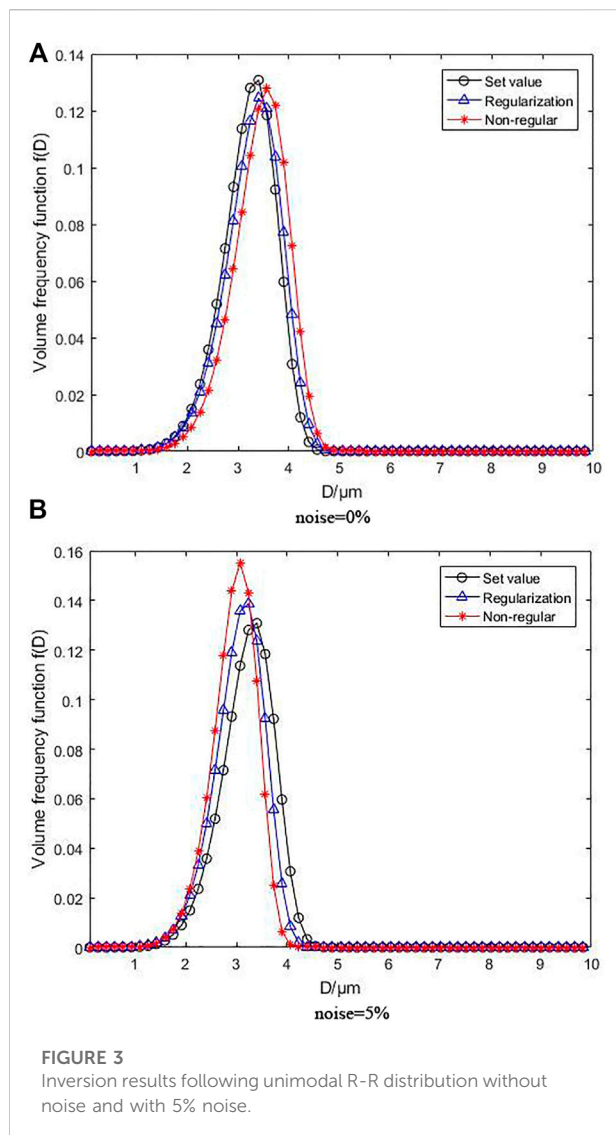 A
0.14
0.12
0.1
0.08
0.06
0.04
0.02
0
Volume frequency function f(D)
Set value
Regularization
Non-regular
1 2 3 4 5 6 7 8 9 10
D/μm
noise=0%
B
0.16
0.14
0.12
0.1
0.08
0.06
0.04
0.02
0
Volume frequency function f(D)
Set value
Regularization
Non-regular
1 2 3 4 5 6 7 8 9 10
D/μm
noise=5%
FIGURE 3
Inversion results following unimodal R-R distribution without
noise and with 5% noise.